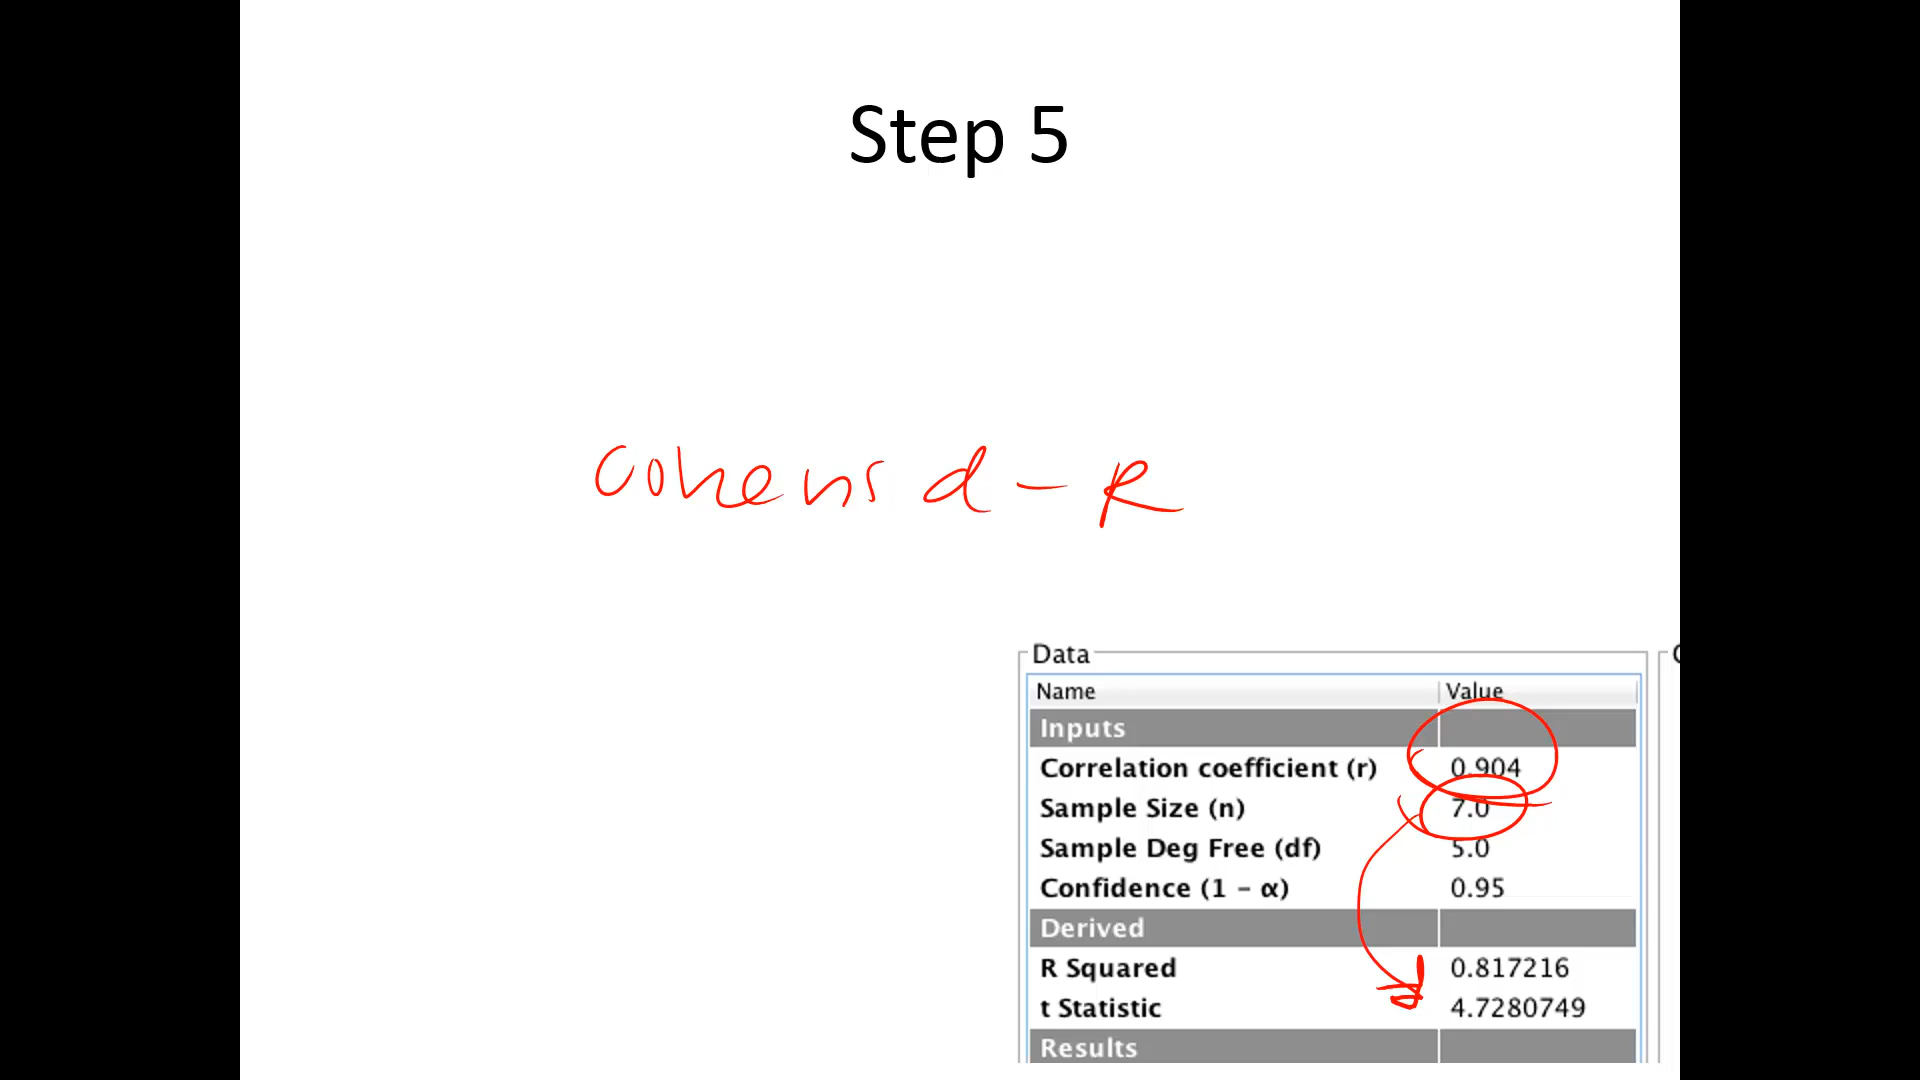 Step 5
cohens d - R
Data
Name Value
Inputs
Correlation coefficient (r) 0.904
Sample Size (n) 7.0
Sample Deg Free (df) 5.0
Confidence (1 - α) 0.95
Derived
R Squared 0.817216
t Statistic 4.7280749
Results